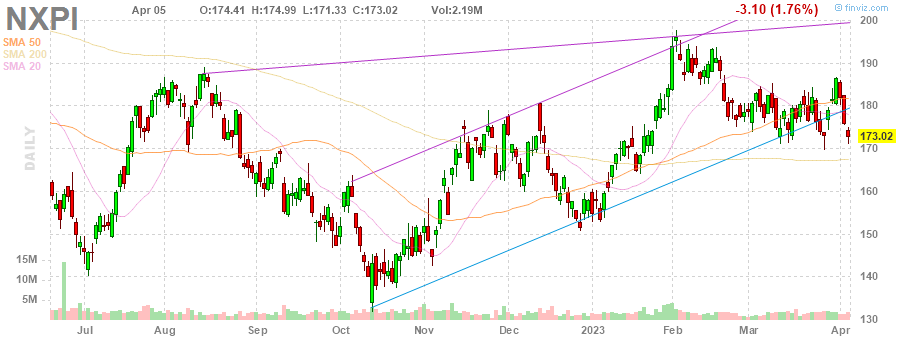 NXPI Apr 05 O:174.41 H:174.99 L:171.33 C:173.02 Vol:2.19M -3.10 (1.76%)
© finviz.com
SMA 50
SMA 200
SMA 20
DAILY
200
190
180
173.02
170
160
150
140
130
15M
10M
5M
Jul Aug Sep Oct Nov Dec 2023 Feb Mar Apr